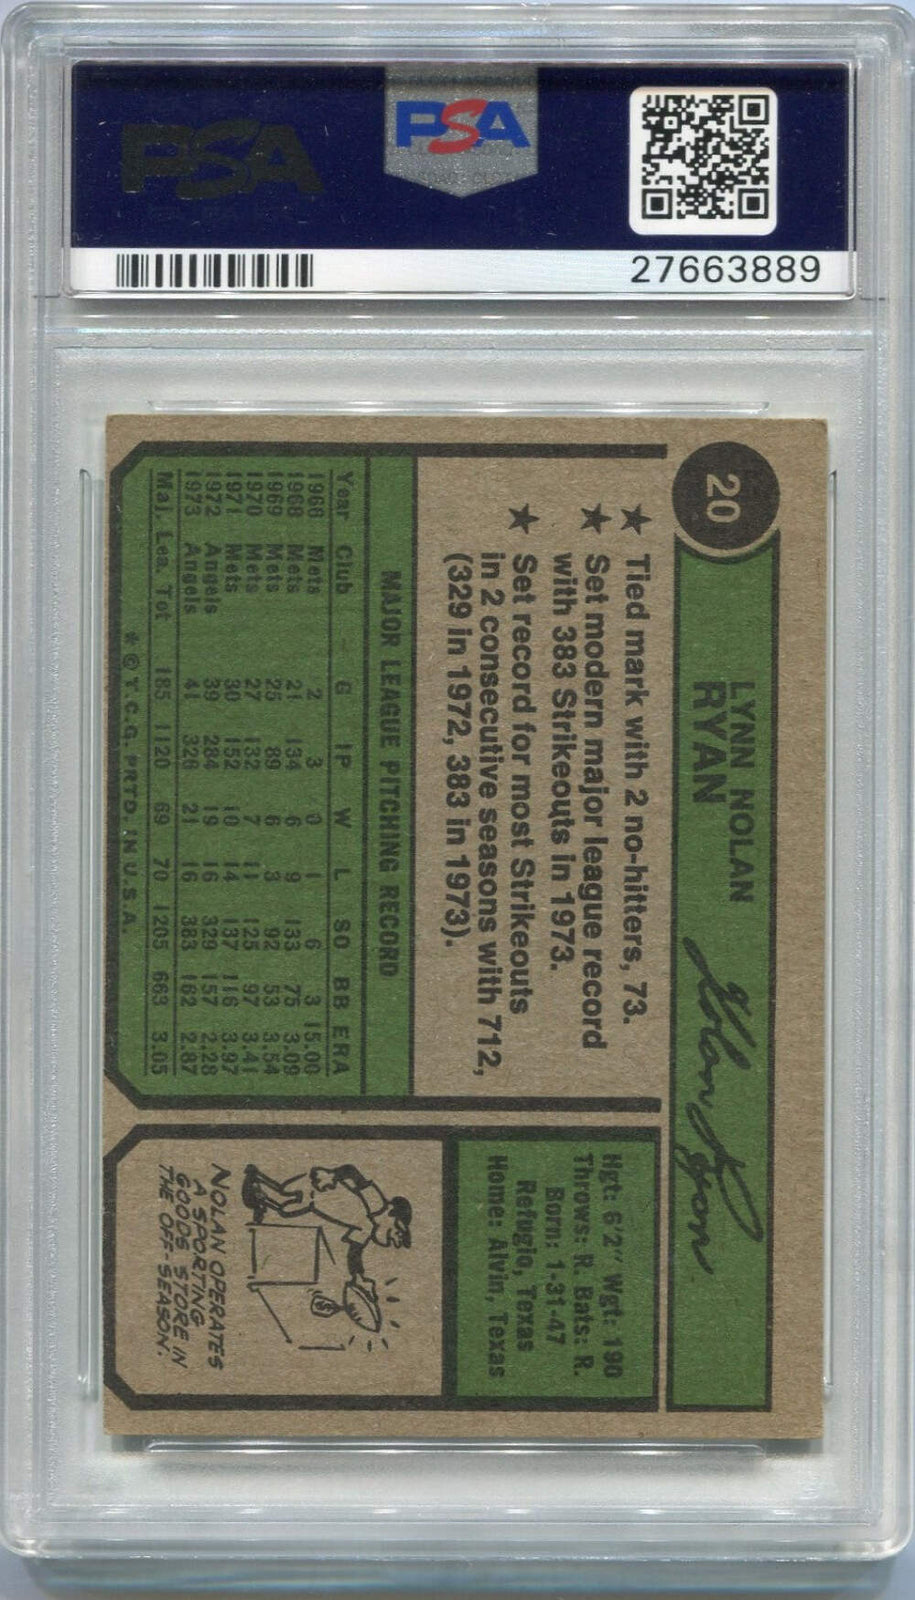 PSA
PSA
27663889
20
LYNN NOLAN
RYAN
Nolan Ryan
★ Tied mark with 2 no-hitters, 73.
★ Set modern major league record
with 383 Strikeouts in 1973.
★ Set record for most Strikeouts
in 2 consecutive seasons with 712,
(329 in 1972, 383 in 1973).
MAJOR LEAGUE PITCHING RECORD
Year Club G IP W L SO BB ERA
1966 Mets 2 3 0 1 6 3 15.00
1968 Mets 21 134 6 9 133 75 3.09
1969 Mets 25 89 6 3 92 53 3.54
1970 Mets 27 132 7 11 125 97 3.41
1971 Mets 30 152 10 14 137 116 3.97
1972 Angels 39 284 19 16 329 157 2.28
1973 Angels 41 326 21 16 383 162 2.87
Maj. Lea. Tot 185 1120 69 70 1205 663 3.05
* © T.C.G. PRTD. IN U.S.A.
Hgt: 6'2" Wgt: 190
Throws: R. Bats: R.
Born: 1-31-47
Refugio, Texas
Home: Alvin, Texas
$
NOLAN OPERATES
A SPORTING
GOODS STORE IN
THE OFF-SEASON.